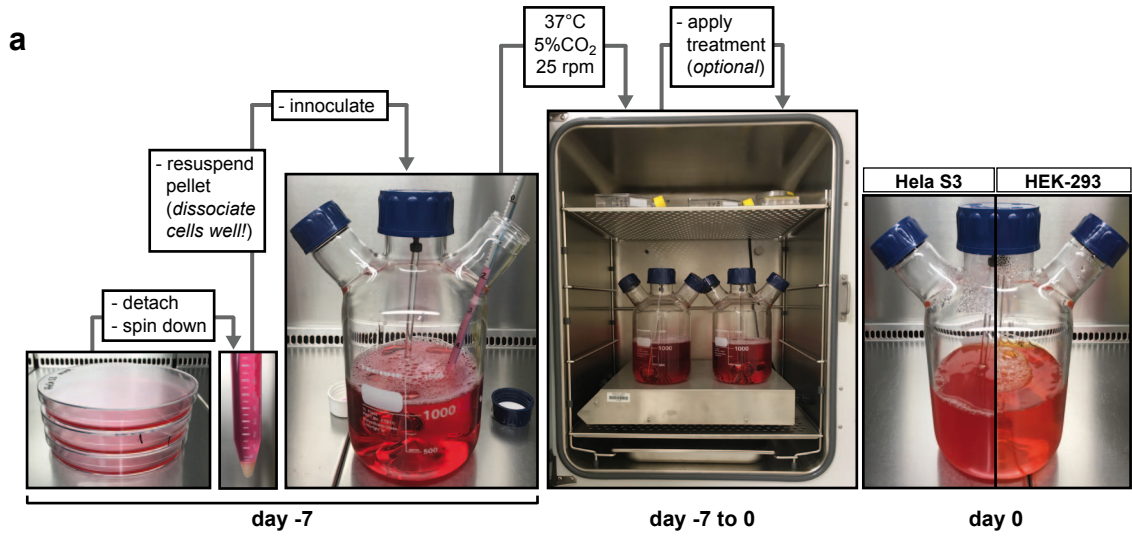 a
- detach
- spin down
- resuspend
pellet
(dissociate
cells well!)
- innoculate
37°C
5%CO₂
25 rpm
- apply
treatment
(optional)
Hela S3
HEK-293
1000
500
1000
1000
day -7
day -7 to 0
day 0